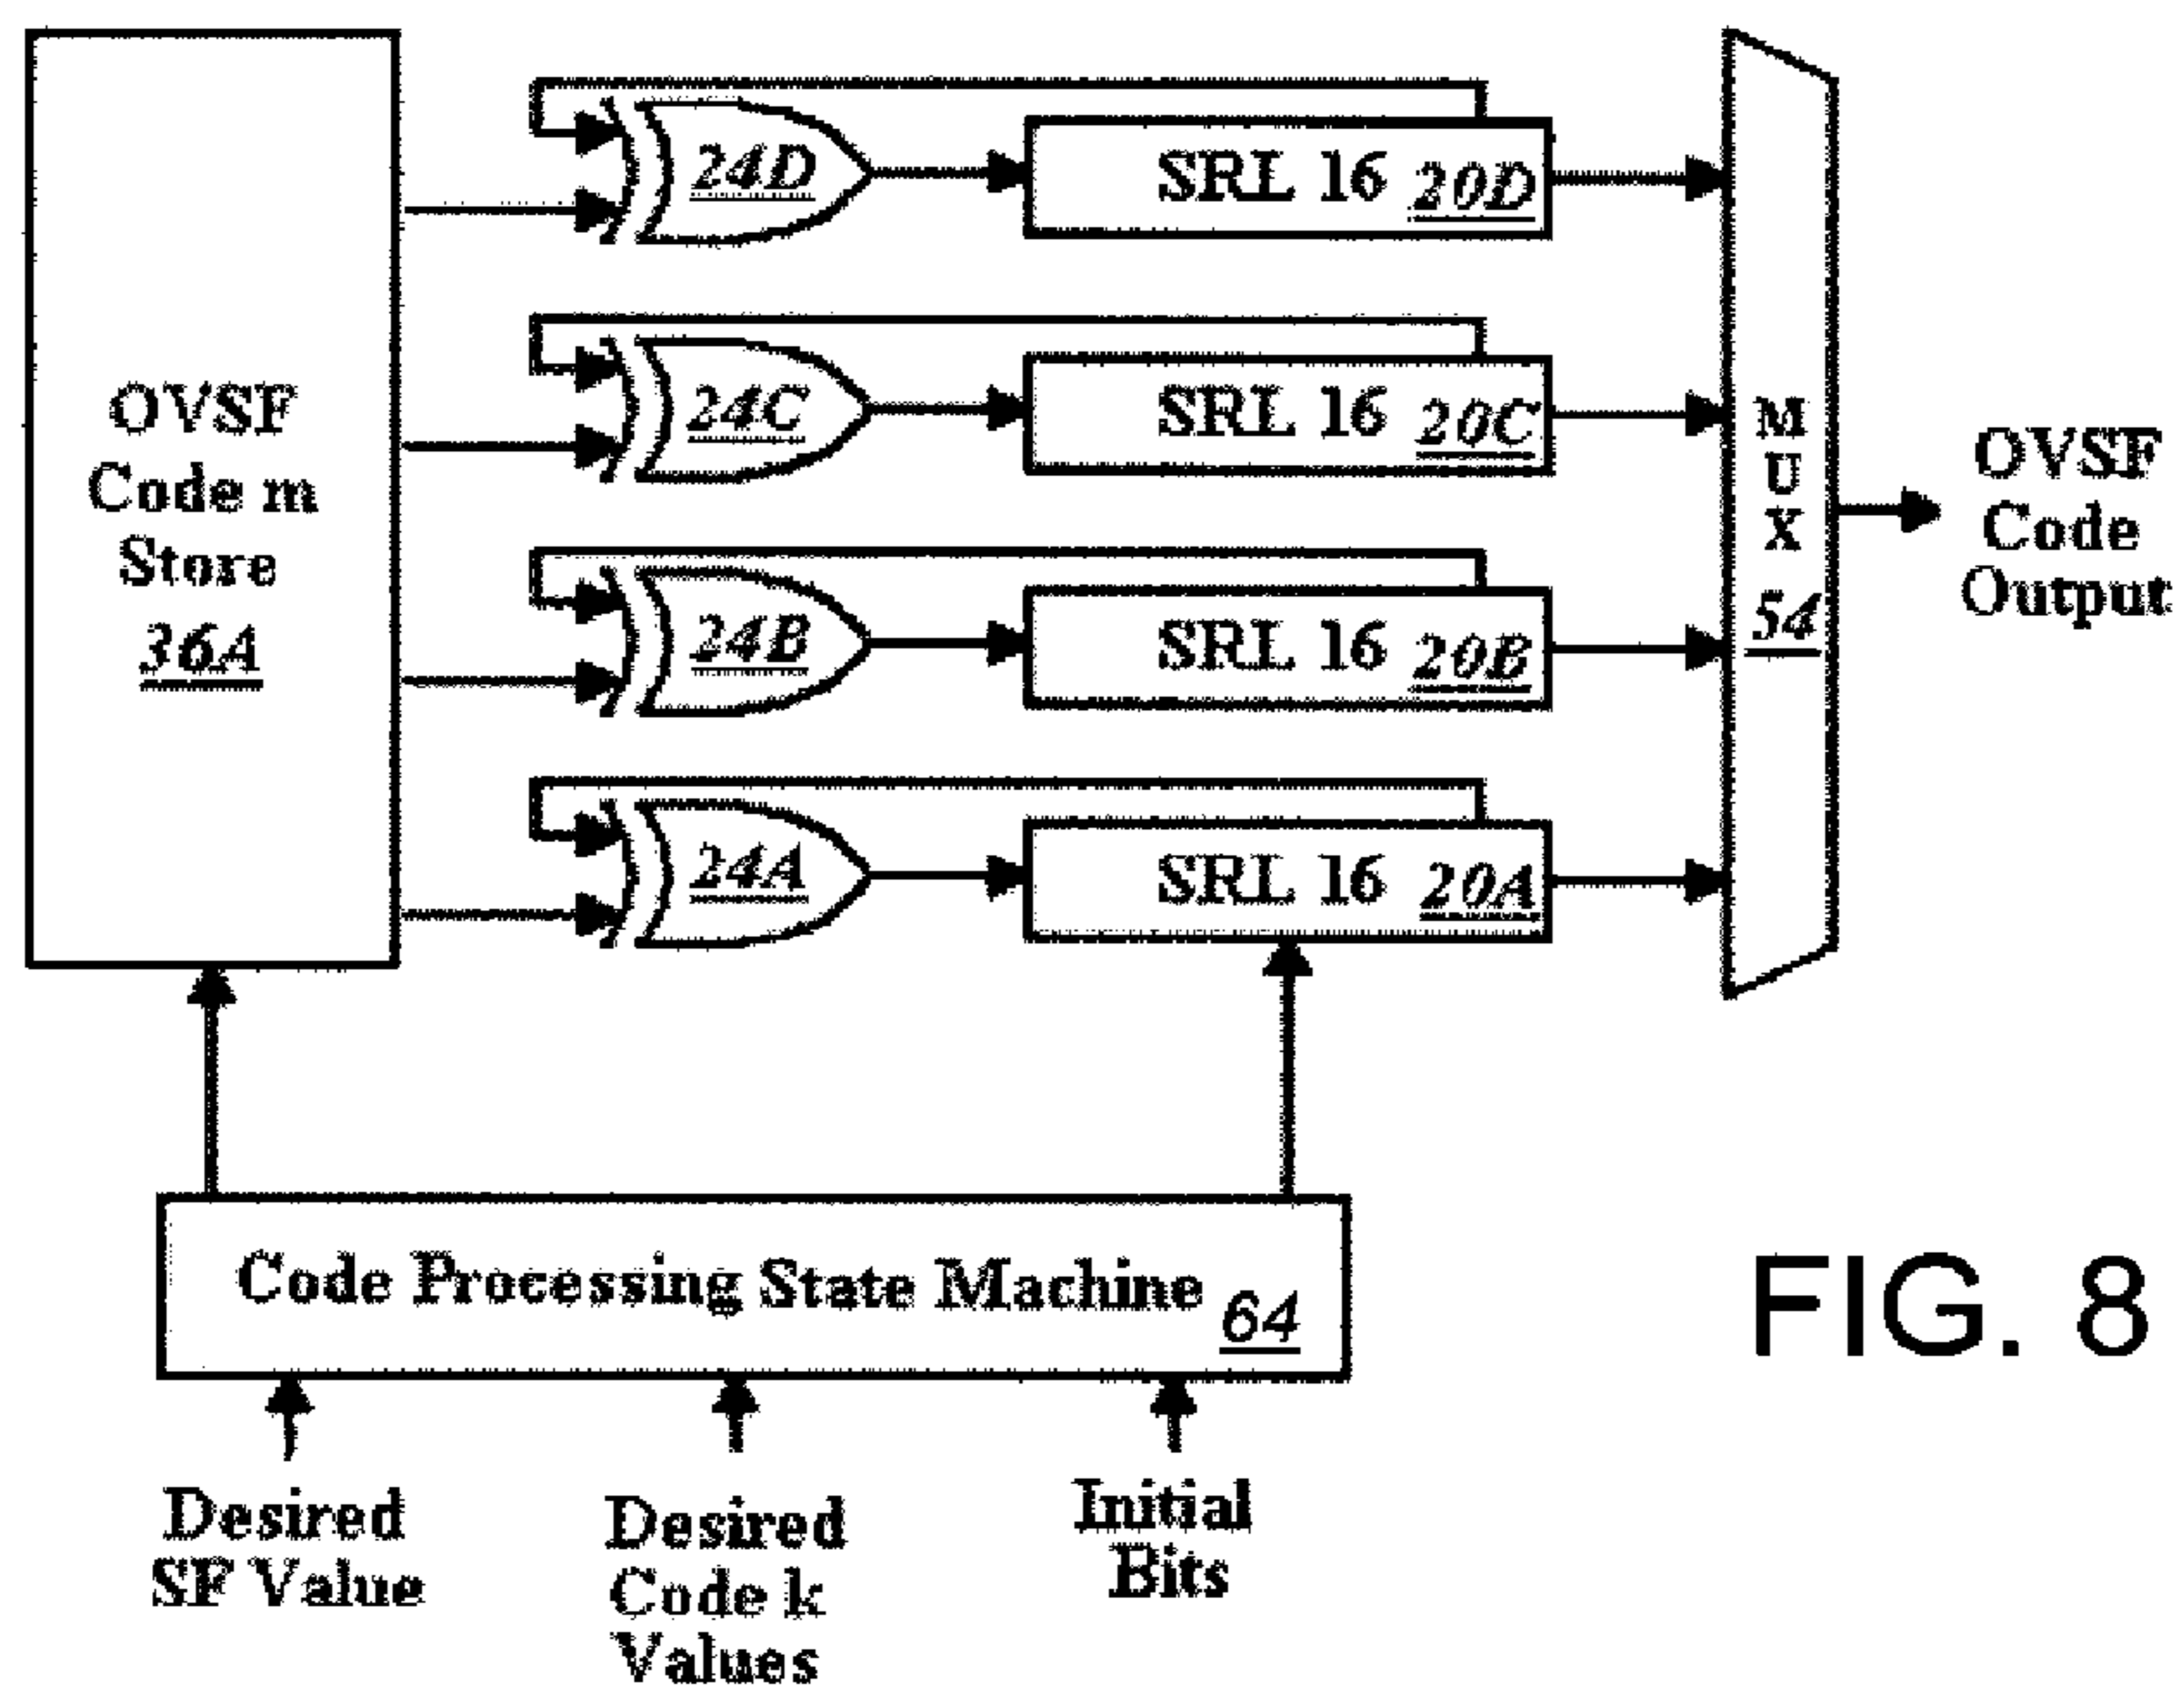 24D
SRL 16 20D
24C
SRL 16 20C
24B
SRL 16 20B
24A
SRL 16 20A
OVSF
Code m
Store
36A
M
U
X
54
OVSF
Code
Output
Code Processing State Machine 64
Desired
SF Value
Desired
Code k
Values
Initial
Bits
FIG. 8